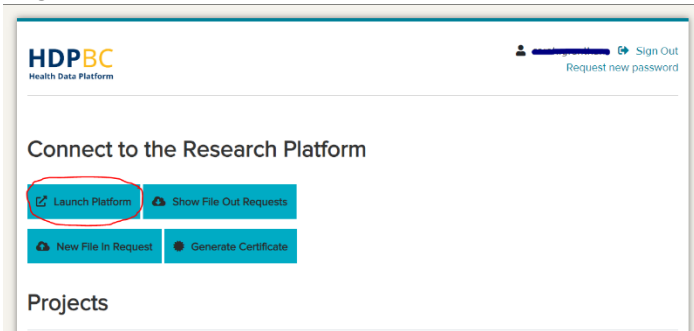 HDPBC
Health Data Platform
Sign Out
Request new password
Connect to the Research Platform
Launch Platform
Show File Out Requests
New File In Request
Generate Certificate
Projects